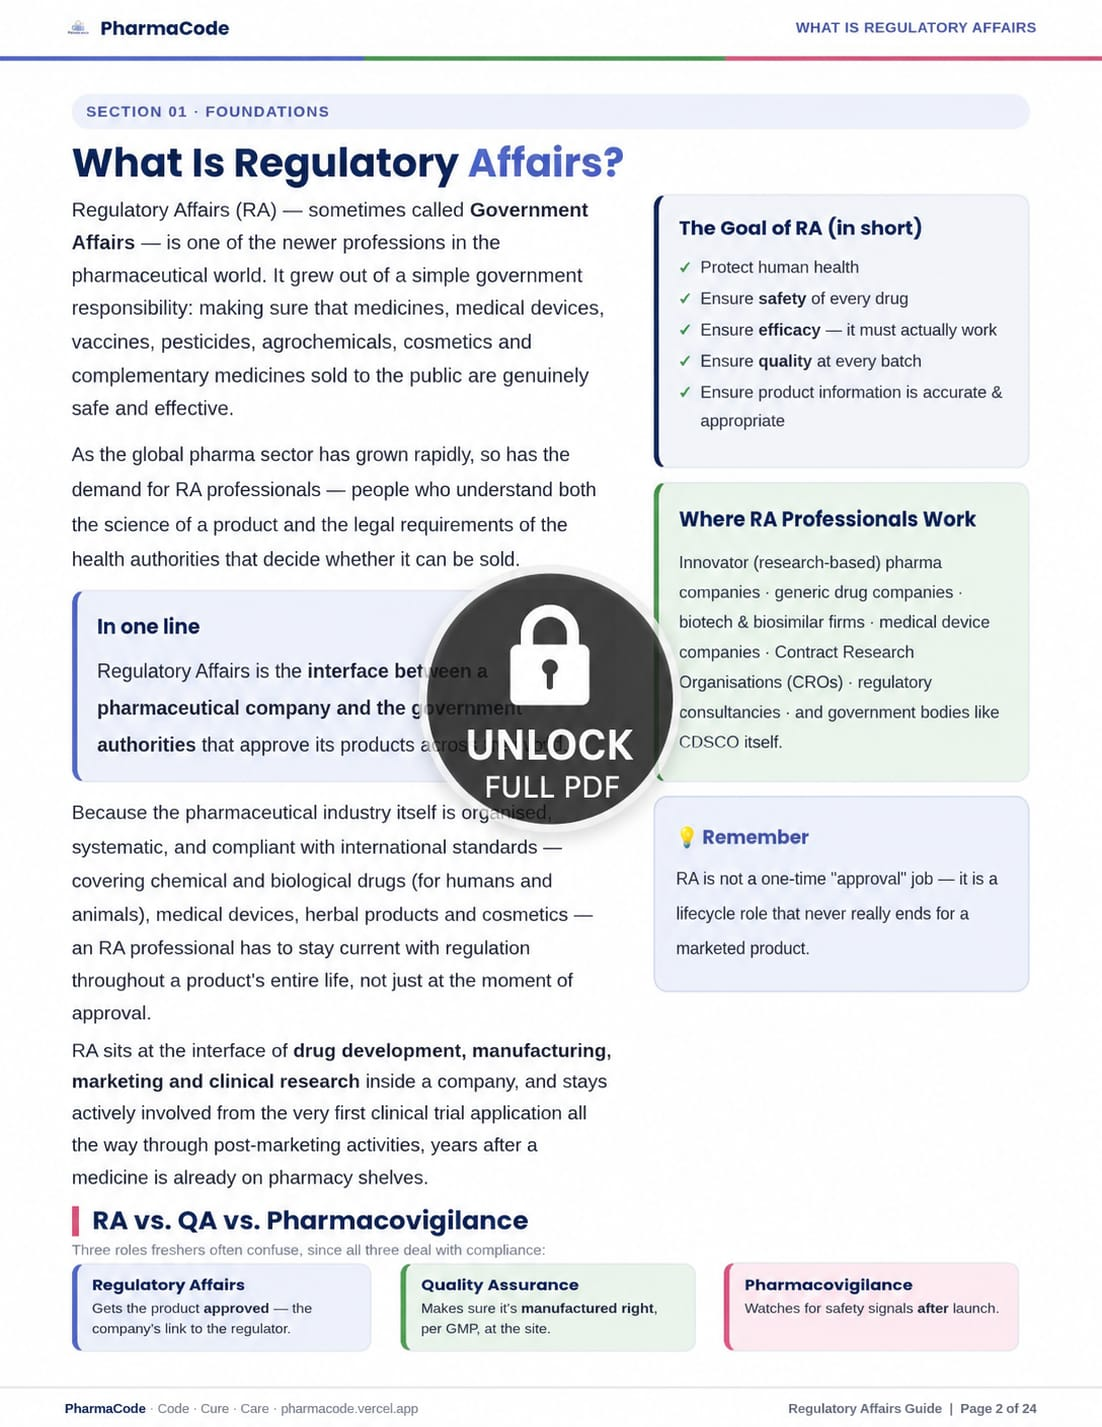 PharmaCode
WHAT IS REGULATORY AFFAIRS
SECTION 01 · FOUNDATIONS
What Is Regulatory Affairs?
Regulatory Affairs (RA) — sometimes called Government
Affairs — is one of the newer professions in the
pharmaceutical world. It grew out of a simple government
responsibility: making sure that medicines, medical devices,
vaccines, pesticides, agrochemicals, cosmetics and
complementary medicines sold to the public are genuinely
safe and effective.
As the global pharma sector has grown rapidly, so has the
demand for RA professionals — people who understand both
the science of a product and the legal requirements of the
health authorities that decide whether it can be sold.
In one line
Regulatory Affairs is the interface between a
pharmaceutical company and the government
authorities that approve its products across
UNLOCK
FULL PDF
Because the pharmaceutical industry itself is organised,
systematic, and compliant with international standards —
covering chemical and biological drugs (for humans and
animals), medical devices, herbal products and cosmetics —
an RA professional has to stay current with regulation
throughout a product's entire life, not just at the moment of
approval.
RA sits at the interface of drug development, manufacturing,
marketing and clinical research inside a company, and stays
actively involved from the very first clinical trial application all
the way through post-marketing activities, years after a
medicine is already on pharmacy shelves.
The Goal of RA (in short)
✓ Protect human health
✓ Ensure safety of every drug
✓ Ensure efficacy — it must actually work
✓ Ensure quality at every batch
✓ Ensure product information is accurate &
appropriate
Where RA Professionals Work
Innovator (research-based) pharma
companies · generic drug companies ·
biotech & biosimilar firms · medical device
companies · Contract Research
Organisations (CROs) · regulatory
consultancies · and government bodies like
CDSCO itself.
💡 Remember
RA is not a one-time "approval" job — it is a
lifecycle role that never really ends for a
marketed product.
RA vs. QA vs. Pharmacovigilance
Three roles freshers often confuse, since all three deal with compliance:
Regulatory Affairs
Gets the product approved — the
company's link to the regulator.
Quality Assurance
Makes sure it's manufactured right,
per GMP, at the site.
Pharmacovigilance
Watches for safety signals after launch.
PharmaCode · Code · Cure · Care · pharmacode.vercel.app
Regulatory Affairs Guide | Page 2 of 24